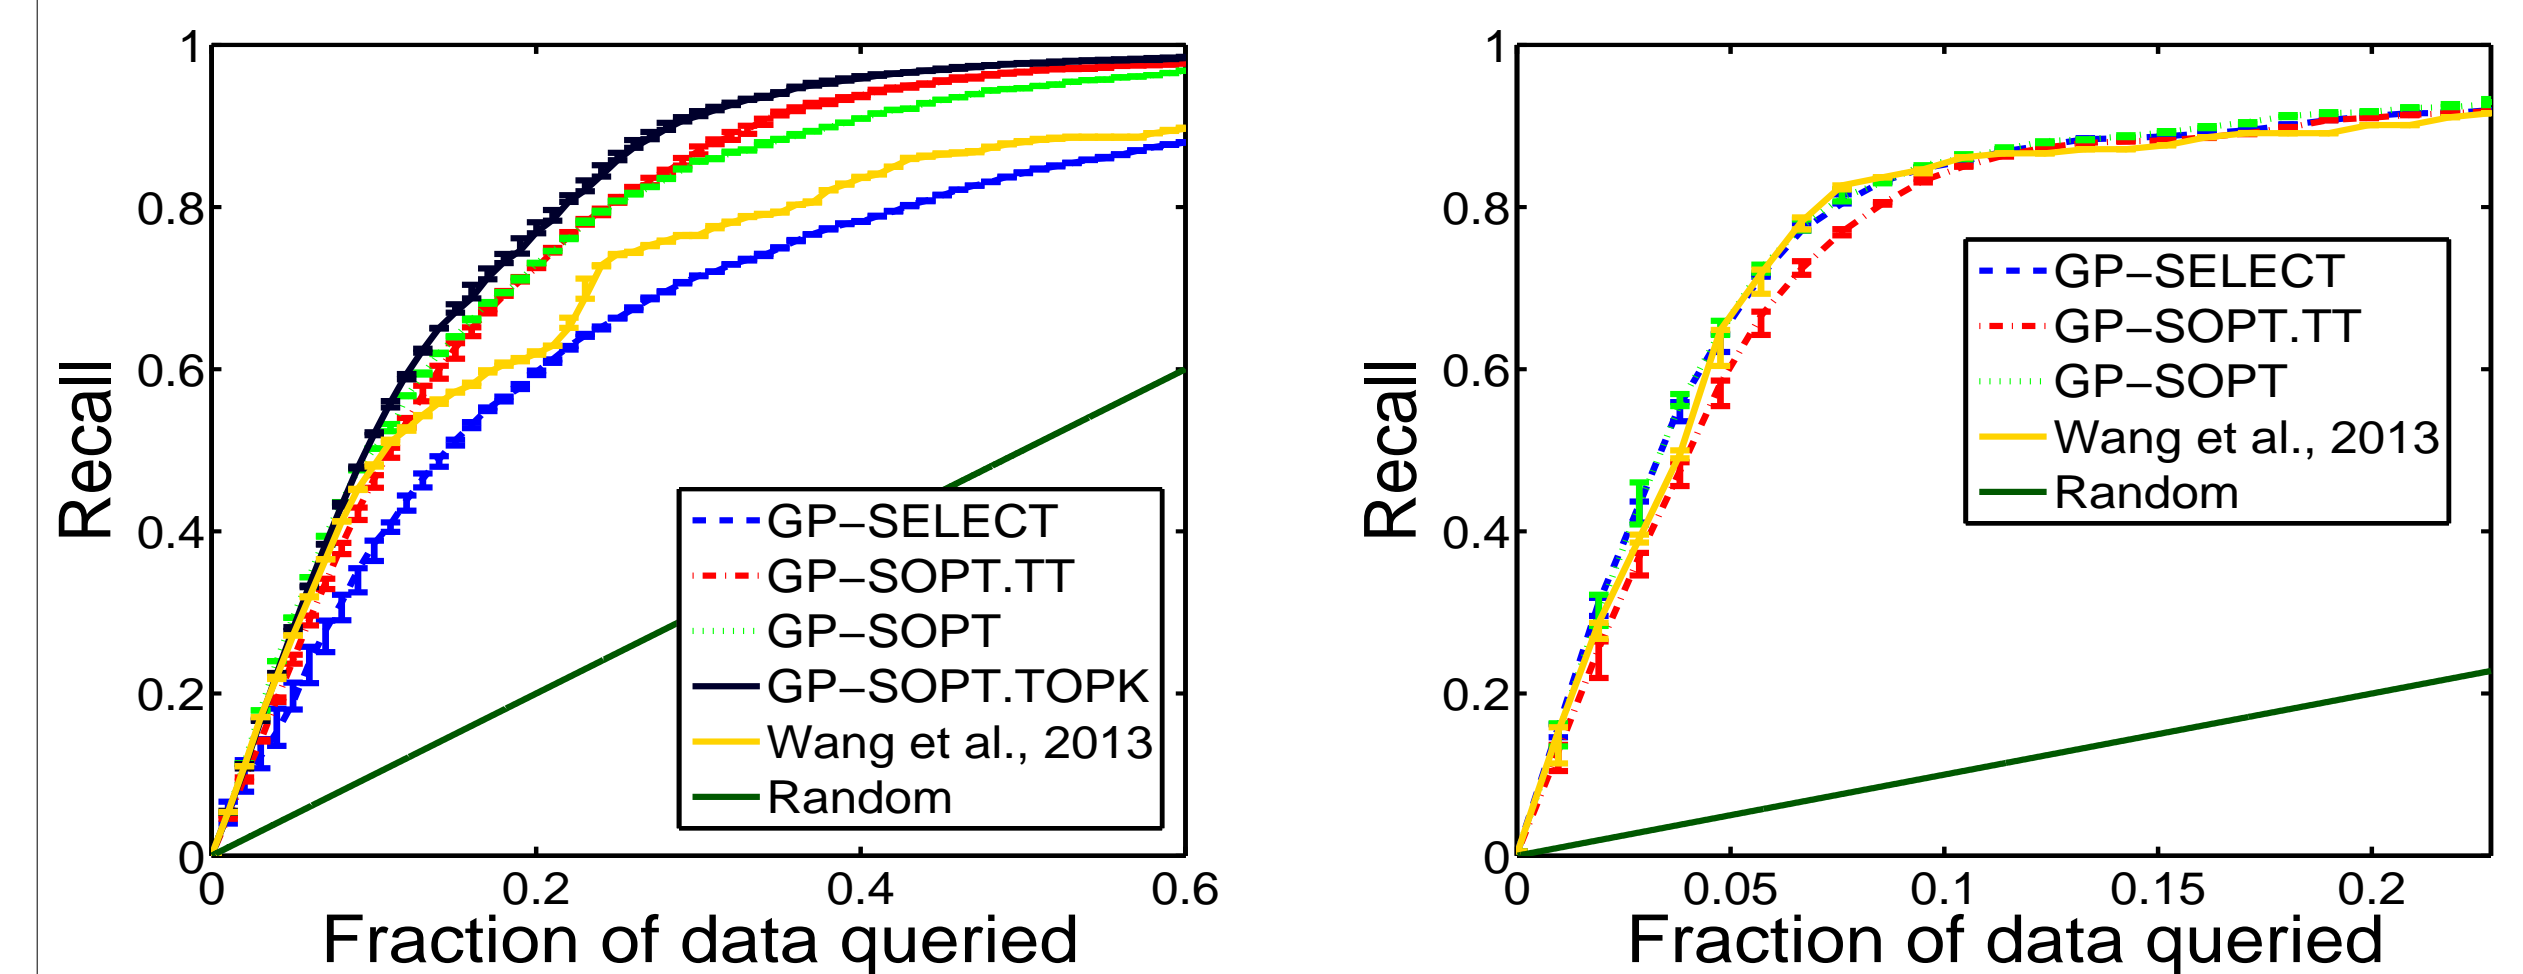 1
0.8
0.6
0.4
0.2
0
Recall
GP−SELECT
GP−SOPT.TT
GP−SOPT
GP−SOPT.TOPK
Wang et al., 2013
Random
0 0.2 0.4 0.6
Fraction of data queried
1
0.8
0.6
0.4
0.2
0
Recall
GP−SELECT
GP−SOPT.TT
GP−SOPT
Wang et al., 2013
Random
0 0.05 0.1 0.15 0.2
Fraction of data queried